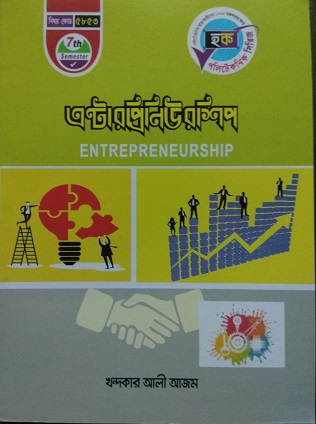 বিষয় কোড ৫৮৫৩
7th
Semester
হক
পলিটেকনিক সিরিজ
এন্টারপ্রিনিউরশিপ
ENTREPRENEURSHIP
খন্দকার আলী আজম